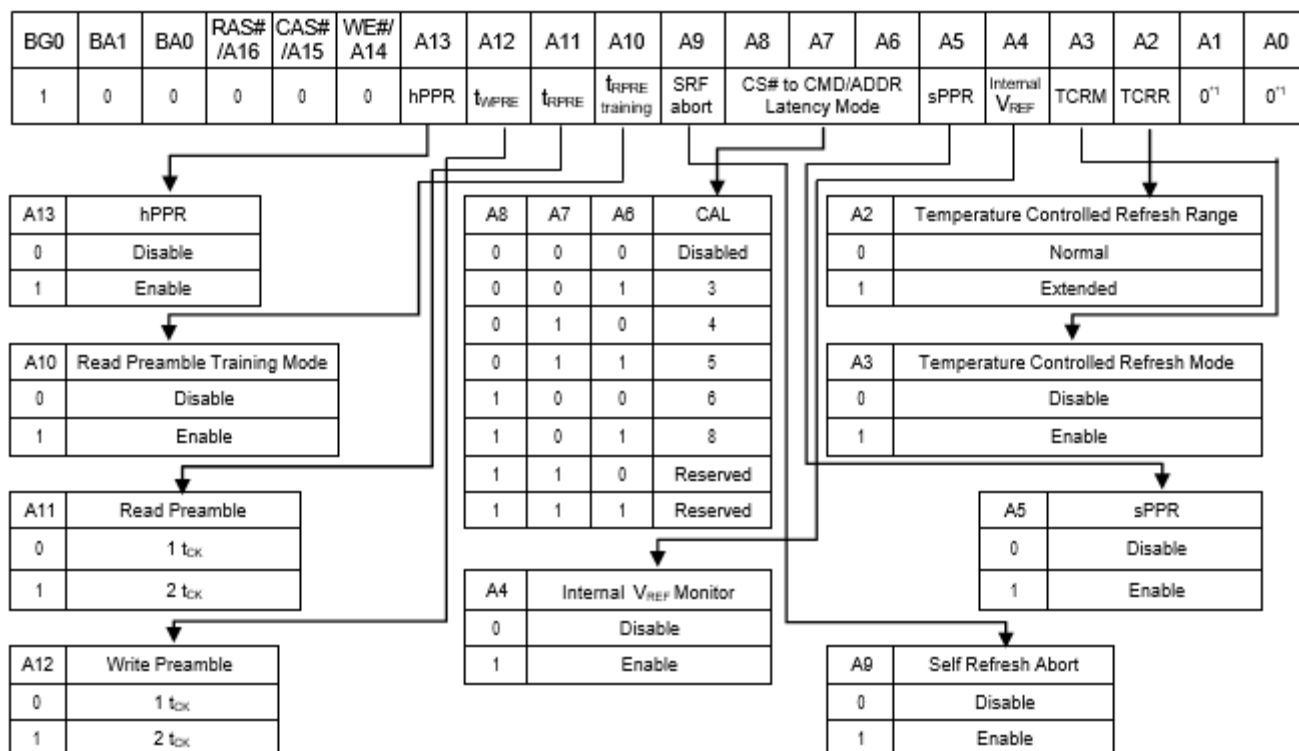 BG0 BA1 BA0 RAS# /A16 CAS# /A15 WE#/ A14 A13 A12 A11 A10 A9 A8 A7 A6 A5 A4 A3 A2 A1 A0
1 0 0 0 0 0 hPPR tWPRE tRPRE tRPRE training SRF abort CS# to CMD/ADDR Latency Mode sPPR Internal VREF TCRM TCRR 0*1 0*1
A13 hPPR
0 Disable
1 Enable
A10 Read Preamble Training Mode
0 Disable
1 Enable
A11 Read Preamble
0 1 tCK
1 2 tCK
A12 Write Preamble
0 1 tCK
1 2 tCK
A8 A7 A6 CAL
0 0 0 Disabled
0 0 1 3
0 1 0 4
0 1 1 5
1 0 0 6
1 0 1 8
1 1 0 Reserved
1 1 1 Reserved
A4 Internal VREF Monitor
0 Disable
1 Enable
A2 Temperature Controlled Refresh Range
0 Normal
1 Extended
A3 Temperature Controlled Refresh Mode
0 Disable
1 Enable
A5 sPPR
0 Disable
1 Enable
A9 Self Refresh Abort
0 Disable
1 Enable